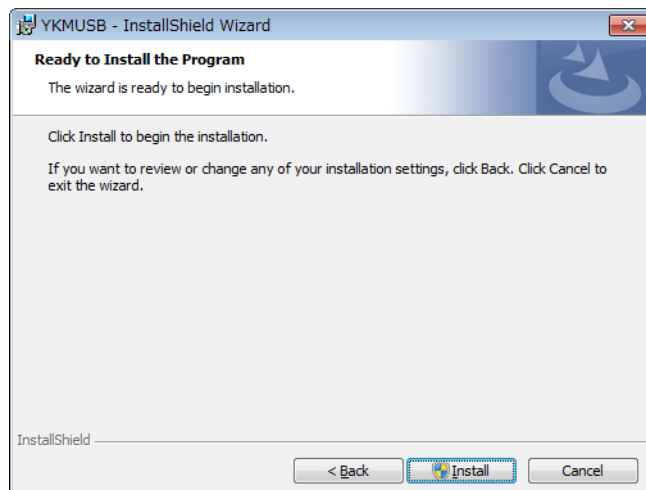 YKMUSB - InstallShield Wizard
Ready to Install the Program
The wizard is ready to begin installation.
Click Install to begin the installation.
If you want to review or change any of your installation settings, click Back. Click Cancel to
exit the wizard.
InstallShield
< Back
Install
Cancel